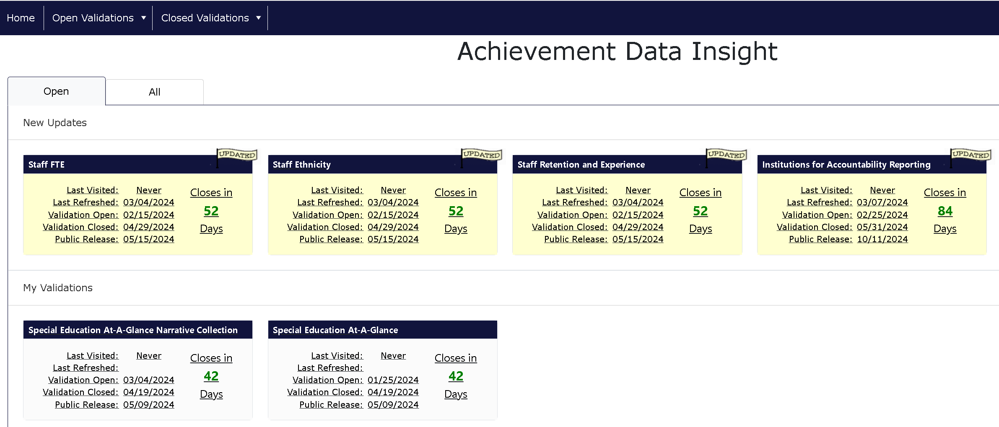 Home Open Validations Closed Validations
Achievement Data Insight
Open All
New Updates
UPDATED
Staff FTE
Last Visited: Never
Last Refreshed: 03/04/2024
Validation Open: 02/15/2024
Validation Closed: 04/29/2024
Public Release: 05/15/2024
Closes in
52
Days
UPDATED
Staff Ethnicity
Last Visited: Never
Last Refreshed: 03/04/2024
Validation Open: 02/15/2024
Validation Closed: 04/29/2024
Public Release: 05/15/2024
Closes in
52
Days
UPDATED
Staff Retention and Experience
Last Visited: Never
Last Refreshed: 03/04/2024
Validation Open: 02/15/2024
Validation Closed: 04/29/2024
Public Release: 05/15/2024
Closes in
52
Days
UPDATED
Institutions for Accountability Reporting
Last Visited: Never
Last Refreshed: 03/07/2024
Validation Open: 02/25/2024
Validation Closed: 05/31/2024
Public Release: 10/11/2024
Closes in
84
Days
My Validations
Special Education At-A-Glance Narrative Collection
Last Visited: Never
Last Refreshed:
Validation Open: 03/04/2024
Validation Closed: 04/19/2024
Public Release: 05/09/2024
Closes in
42
Days
Special Education At-A-Glance
Last Visited: Never
Last Refreshed:
Validation Open: 01/25/2024
Validation Closed: 04/19/2024
Public Release: 05/09/2024
Closes in
42
Days